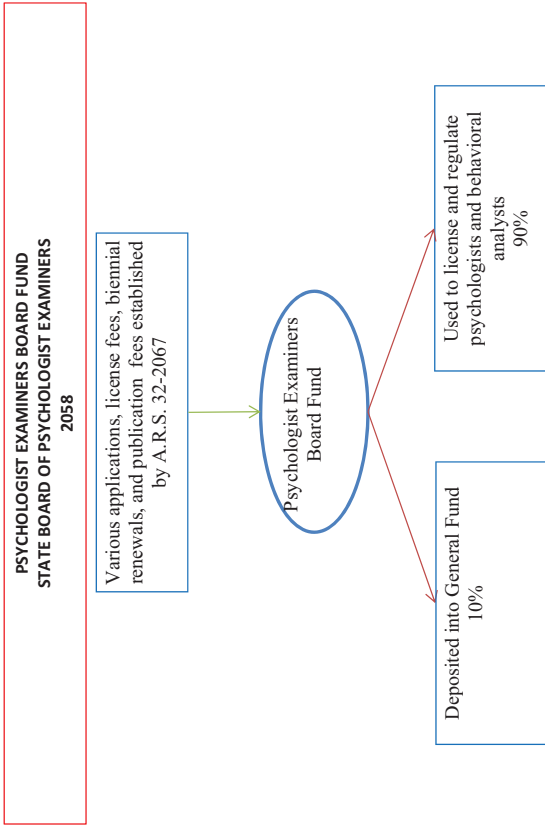 PSYCHOLOGIST EXAMINERS BOARD FUND
STATE BOARD OF PSYCHOLOGIST EXAMINERS
2058
Various applications, license fees, biennial
renewals, and publication fees established
by A.R.S. 32-2067
Psychologist Examiners
Board Fund
Deposited into General Fund
10%
Used to license and regulate
psychologists and behavioral
analysts
90%